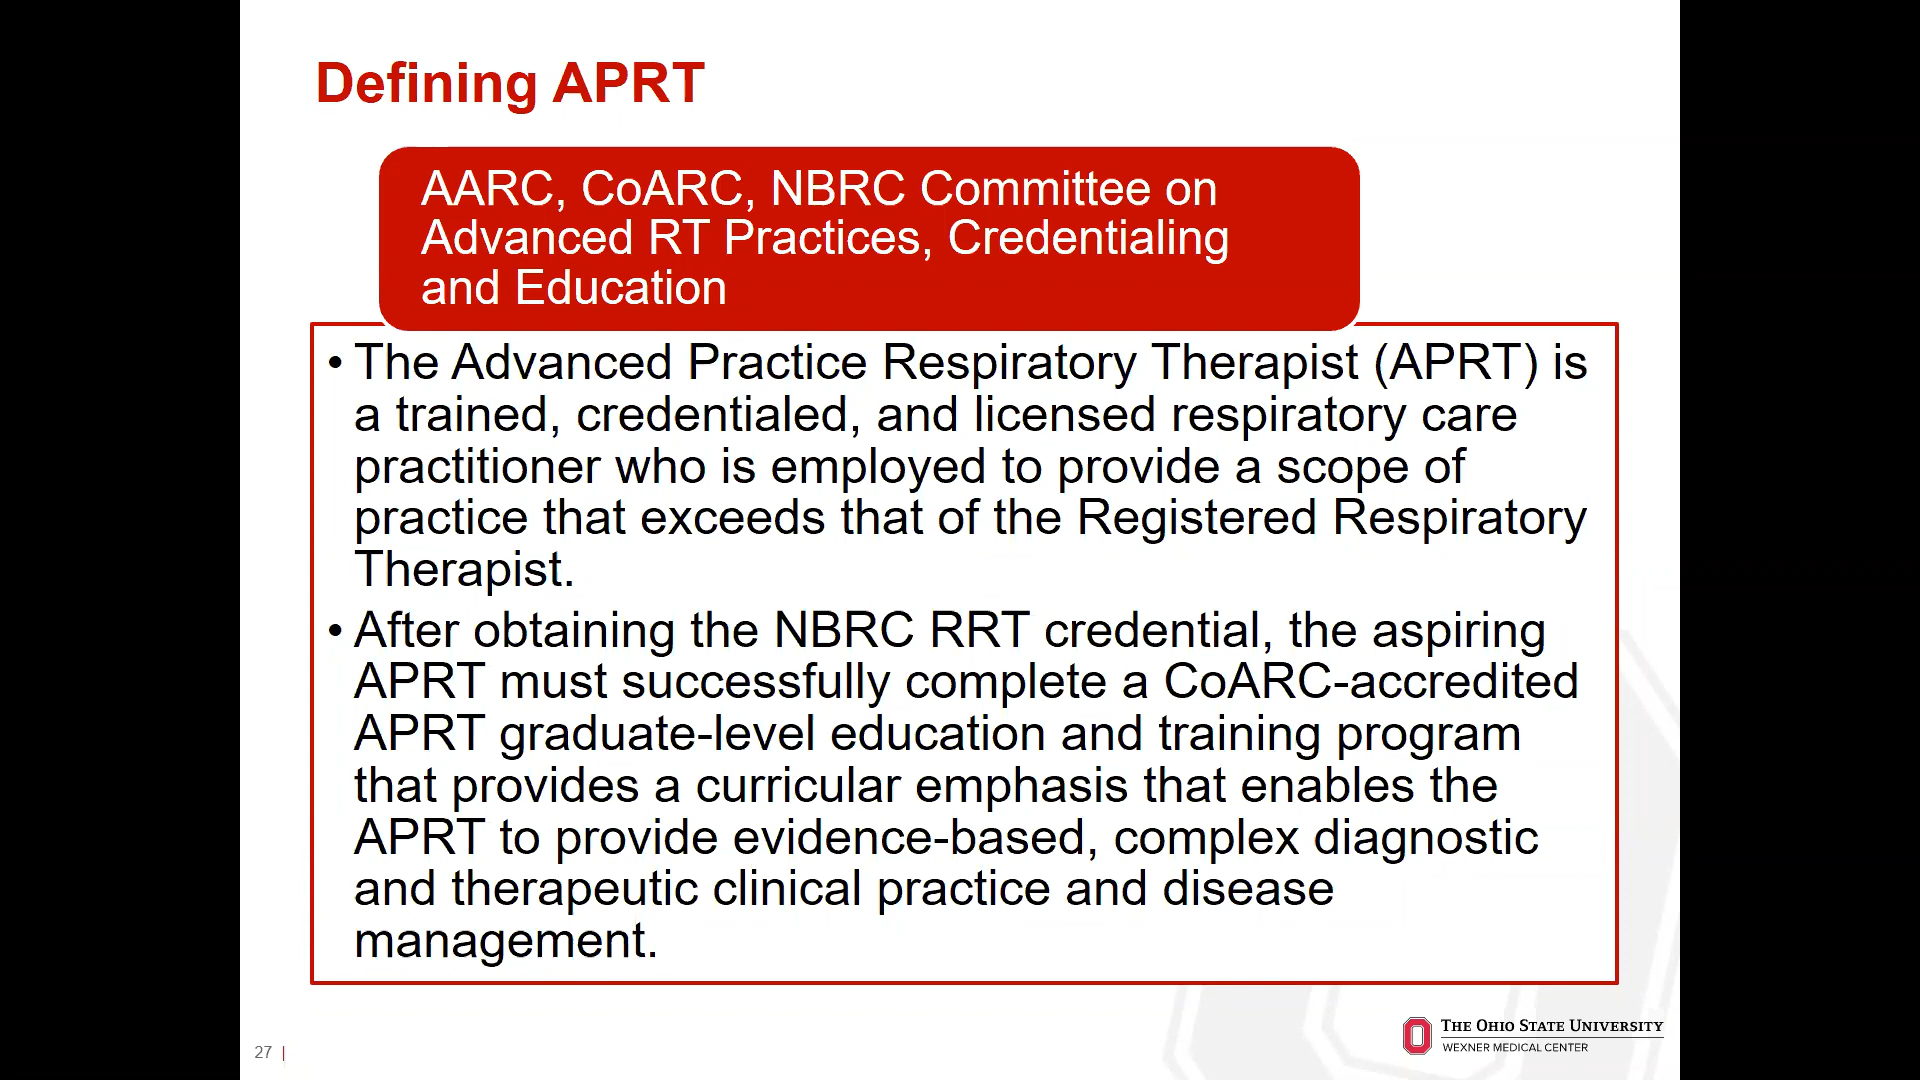 Defining APRT
AARC, CoARC, NBRC Committee on
Advanced RT Practices, Credentialing
and Education
• The Advanced Practice Respiratory Therapist (APRT) is
a trained, credentialed, and licensed respiratory care
practitioner who is employed to provide a scope of
practice that exceeds that of the Registered Respiratory
Therapist.
• After obtaining the NBRC RRT credential, the aspiring
APRT must successfully complete a CoARC-accredited
APRT graduate-level education and training program
that provides a curricular emphasis that enables the
APRT to provide evidence-based, complex diagnostic
and therapeutic clinical practice and disease
management.
27 |
THE OHIO STATE UNIVERSITY
WEXNER MEDICAL CENTER